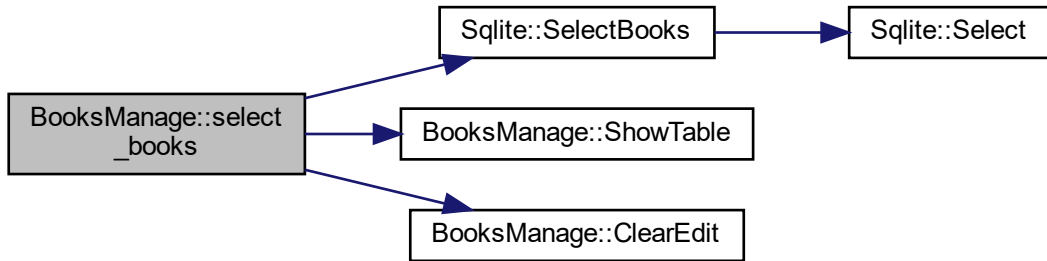 BooksManage::select
_books
Sqlite::SelectBooks
Sqlite::Select
BooksManage::ShowTable
BooksManage::ClearEdit